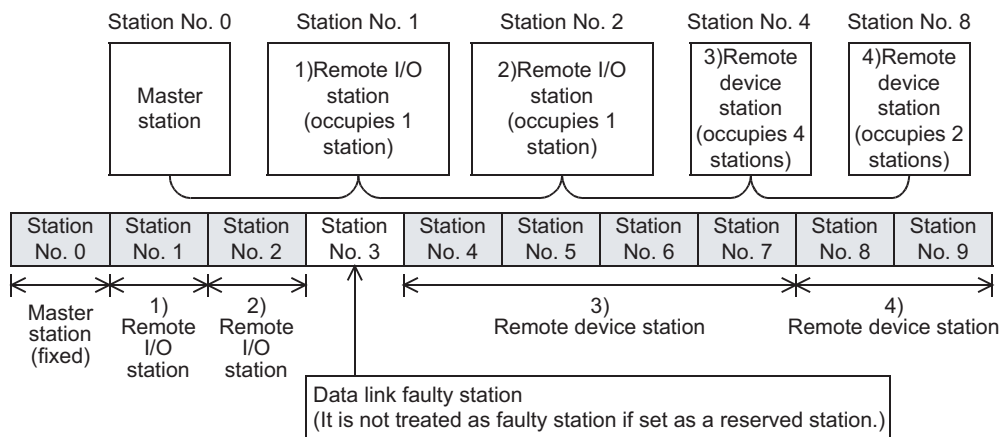 Station No. 0
Station No. 1
Station No. 2
Station No. 4
Station No. 8
Master
station
1)Remote I/O
station
(occupies 1
station)
2)Remote I/O
station
(occupies 1
station)
3)Remote
device
station
(occupies 4
stations)
4)Remote
device
station
(occupies 2
stations)
Station
No. 0
Station
No. 1
Station
No. 2
Station
No. 3
Station
No. 4
Station
No. 5
Station
No. 6
Station
No. 7
Station
No. 8
Station
No. 9
Master
station
(fixed)
1)
Remote
I/O
station
2)
Remote
I/O
station
3)
Remote device station
4)
Remote device station
Data link faulty station
(It is not treated as faulty station if set as a reserved station.)